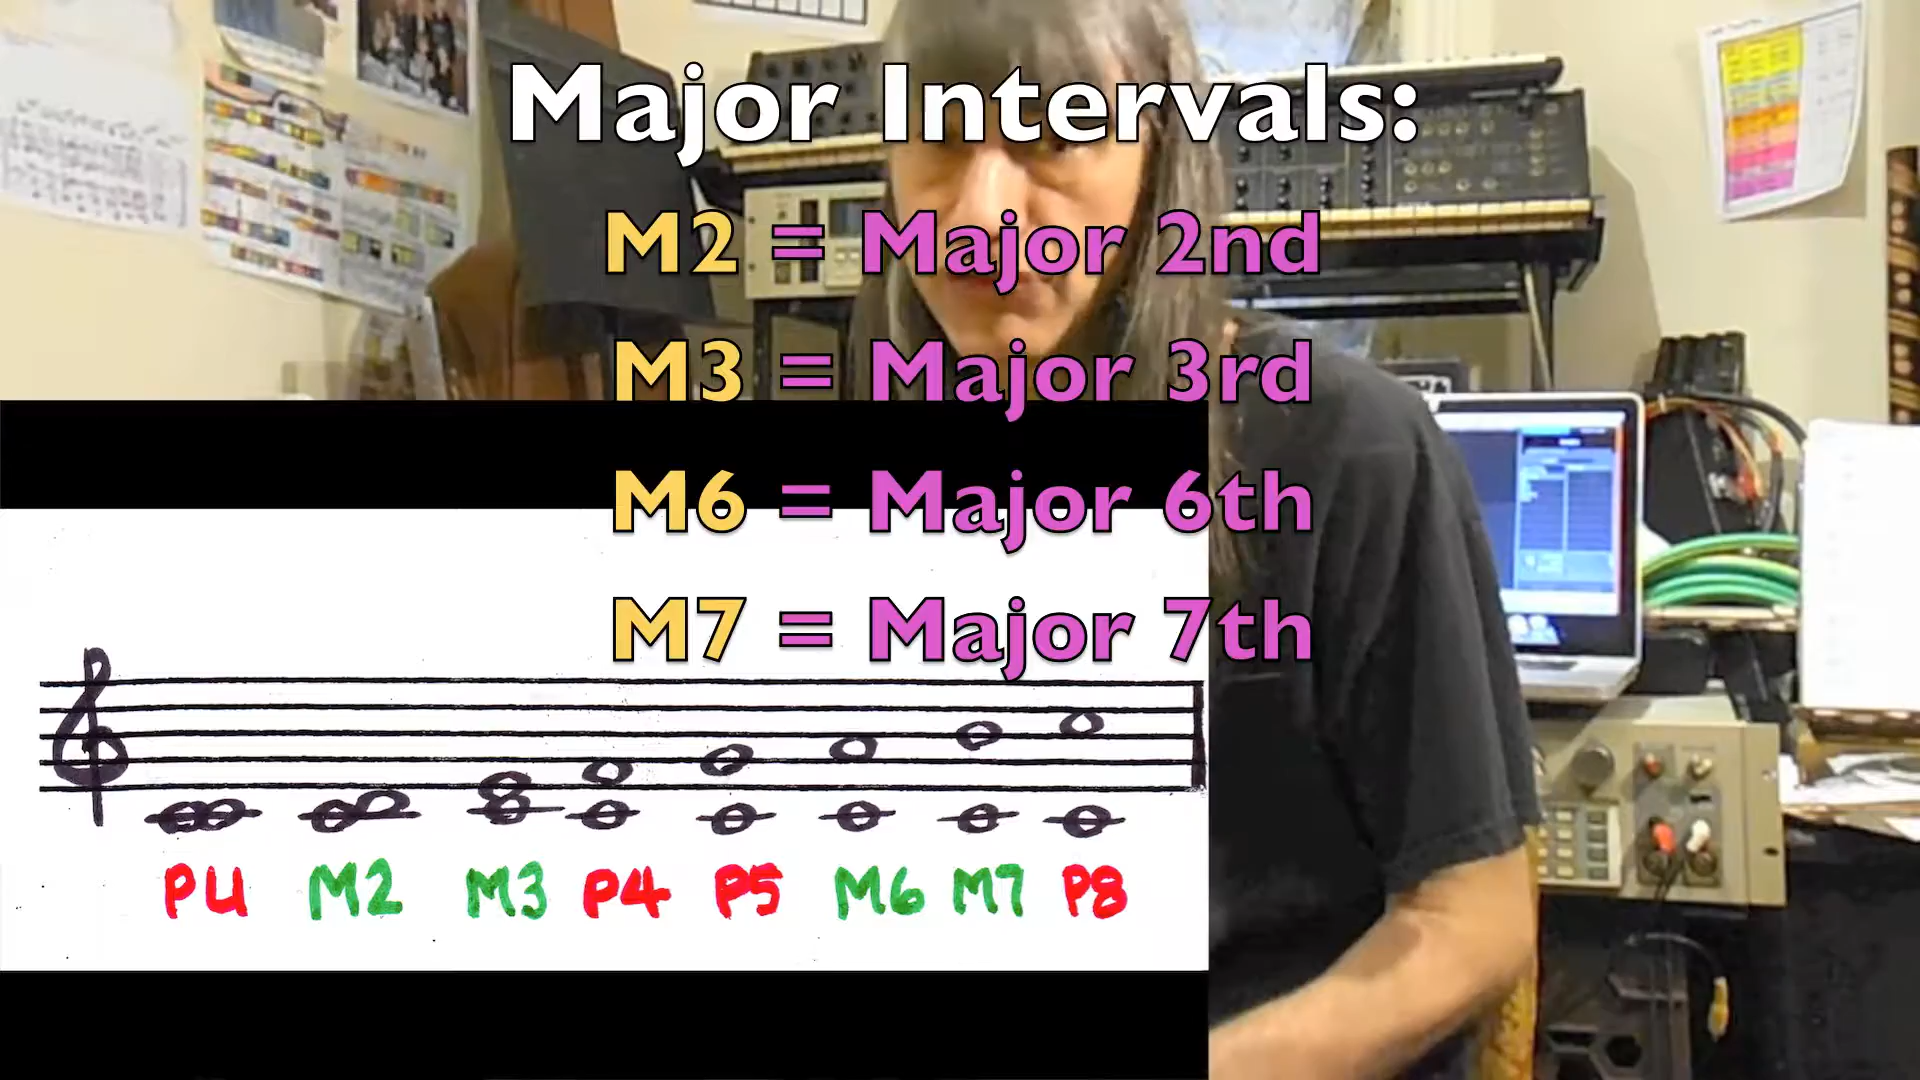 Major Intervals:
M2 = Major 2nd
M3 = Major 3rd
M6 = Major 6th
M7 = Major 7th
PU M2 M3 P4 P5 M6 M7 P8